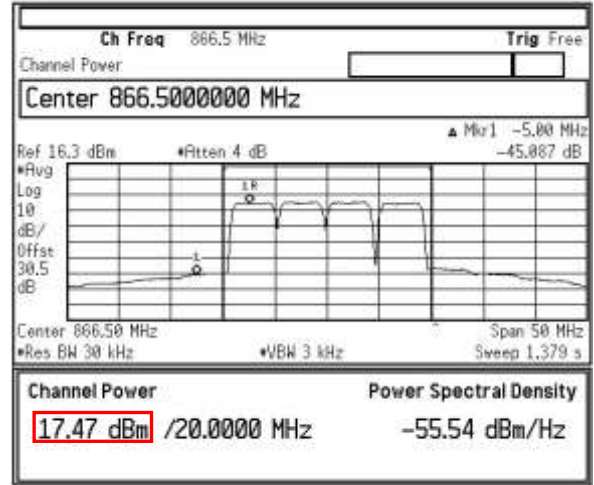 Ch Freq 866.5 MHz Trig Free
Channel Power
Center 866.5000000 MHz
▲ Mkr1 -5.00 MHz
Ref 16.3 dBm *Atten 4 dB -45.087 dB
*Avg
Log
10
dB/
Offst
30.5
dB
1R
1
Center 866.50 MHz Span 50 MHz
*Res BW 30 kHz *VBW 3 kHz Sweep 1.379 s
Channel Power Power Spectral Density
17.47 dBm /20.0000 MHz -55.54 dBm/Hz